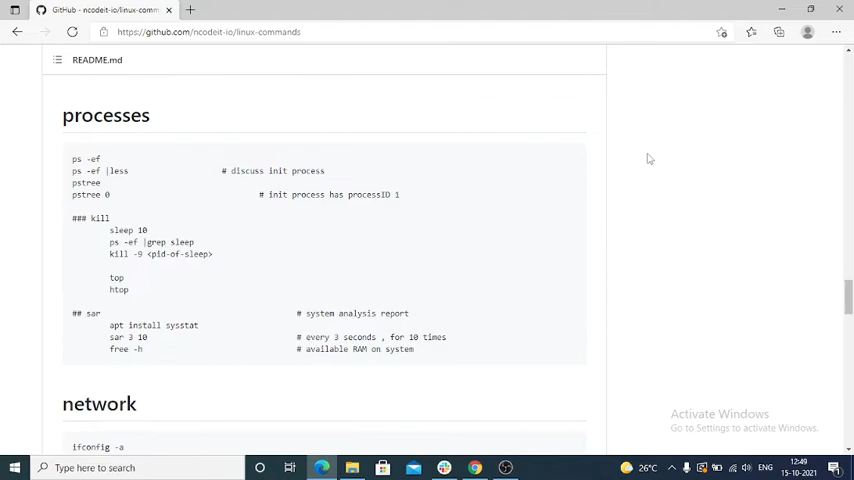 GitHub - ncodeit-io/linux-comm
https://github.com/ncodeit-io/linux-commands
README.md
processes
ps -ef
ps -ef |less # discuss init process
pstree
pstree 0 # init process has processID 1
### kill
sleep 10
ps -ef |grep sleep
kill -9 <pid-of-sleep>
top
htop
## sar # system analysis report
apt install sysstat
sar 3 10 # every 3 seconds , for 10 times
free -h # available RAM on system
network
ifconfig -a
Activate Windows
Go to Settings to activate Windows.
Type here to search
26°C
ENG
12:49
15-10-2021